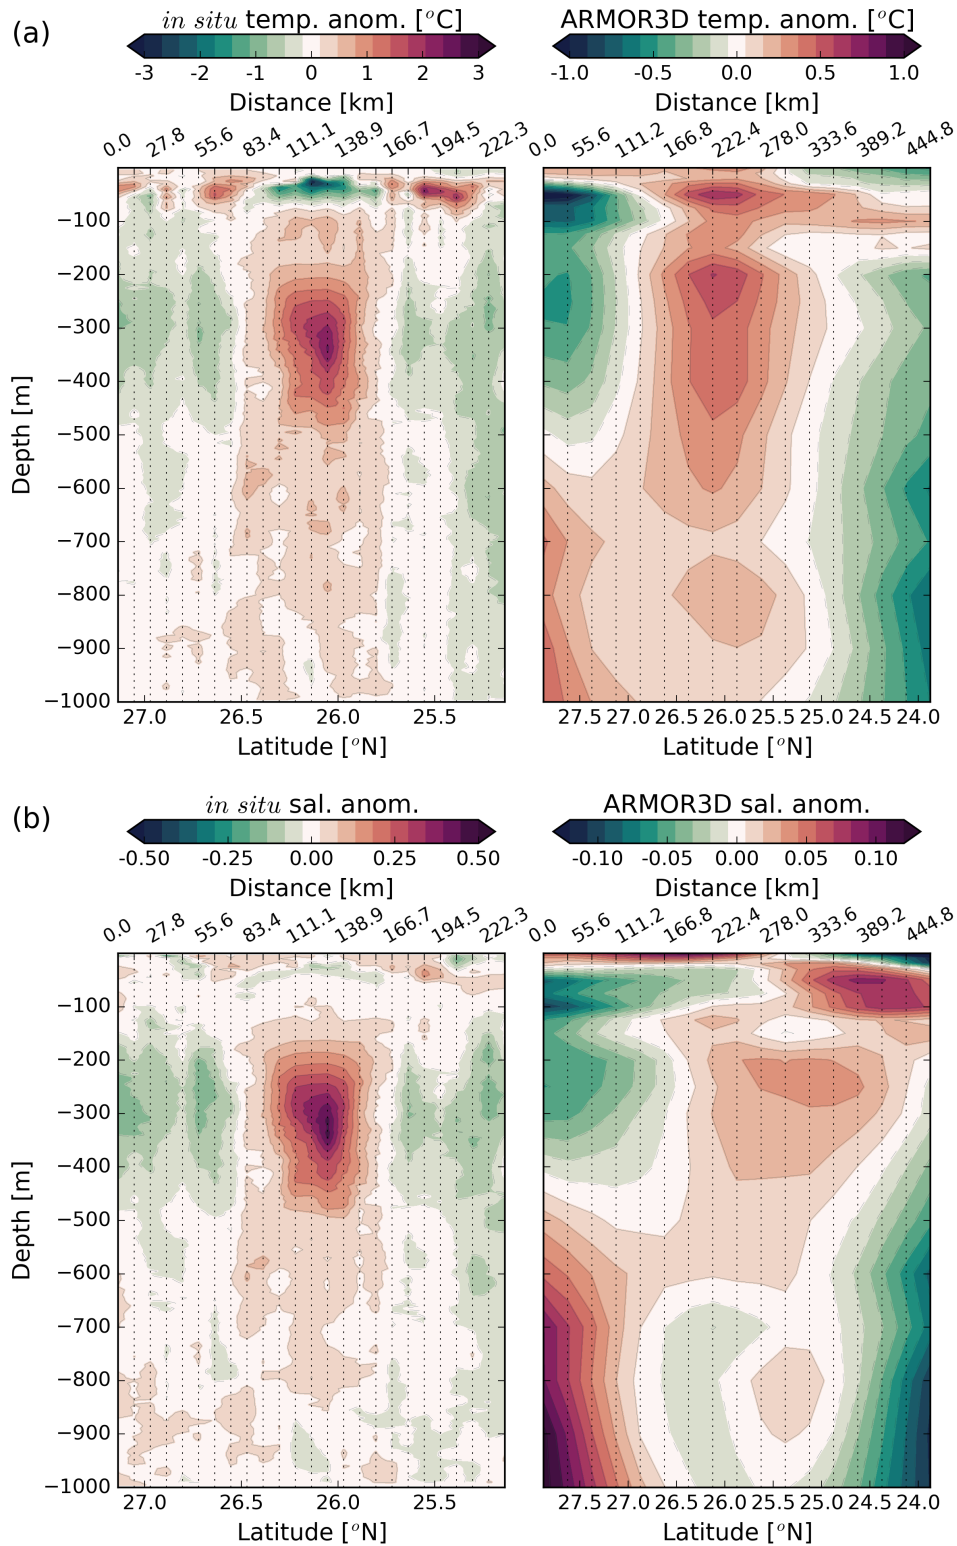 (a)
in situ temp. anom. [°C] ARMOR3D temp. anom. [°C]
-3 -2 -1 0 1 2 3 -1.0 -0.5 0.0 0.5 1.0
Distance [km] Distance [km]
0.0 27.8 55.6 83.4 111.1 138.9 166.7 194.5 222.3 0.0 55.6 111.2 166.8 222.4 278.0 333.6 389.2 444.8
Depth [m]
−100
−200
−300
−400
−500
−600
−700
−800
−900
−1000
27.0 26.5 26.0 25.5 27.5 27.0 26.5 26.0 25.5 25.0 24.5 24.0
Latitude [°N] Latitude [°N]
(b)
in situ sal. anom. ARMOR3D sal. anom.
-0.50 -0.25 0.00 0.25 0.50 -0.10 -0.05 0.00 0.05 0.10
Distance [km] Distance [km]
0.0 27.8 55.6 83.4 111.1 138.9 166.7 194.5 222.3 0.0 55.6 111.2 166.8 222.4 278.0 333.6 389.2 444.8
Depth [m]
−100
−200
−300
−400
−500
−600
−700
−800
−900
−1000
27.0 26.5 26.0 25.5 27.5 27.0 26.5 26.0 25.5 25.0 24.5 24.0
Latitude [°N] Latitude [°N]